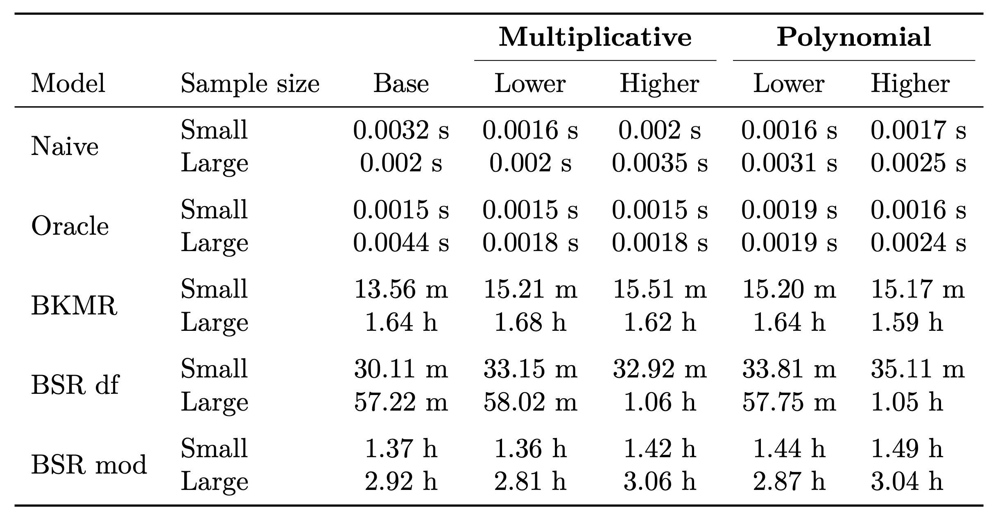 Multiplicative Polynomial
Model Sample size Base Lower Higher Lower Higher
Naive Small 0.0032 s 0.0016 s 0.002 s 0.0016 s 0.0017 s
Large 0.002 s 0.002 s 0.0035 s 0.0031 s 0.0025 s
Oracle Small 0.0015 s 0.0015 s 0.0015 s 0.0019 s 0.0016 s
Large 0.0044 s 0.0018 s 0.0018 s 0.0019 s 0.0024 s
BKMR Small 13.56 m 15.21 m 15.51 m 15.20 m 15.17 m
Large 1.64 h 1.68 h 1.62 h 1.64 h 1.59 h
BSR df Small 30.11 m 33.15 m 32.92 m 33.81 m 35.11 m
Large 57.22 m 58.02 m 1.06 h 57.75 m 1.05 h
BSR mod Small 1.37 h 1.36 h 1.42 h 1.44 h 1.49 h
Large 2.92 h 2.81 h 3.06 h 2.87 h 3.04 h